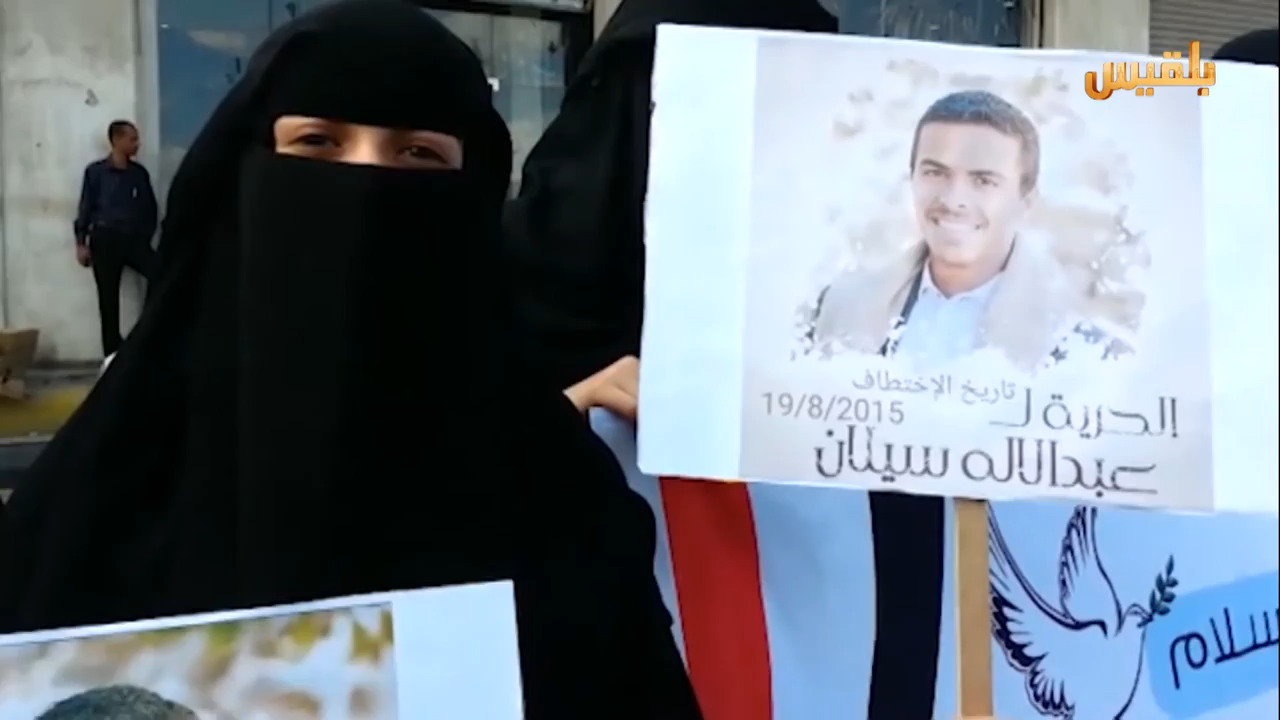 بلقيس
تاريخ الإختطاف
19/8/2015
الحرية لـ
عبدالاله سيلان
سلام